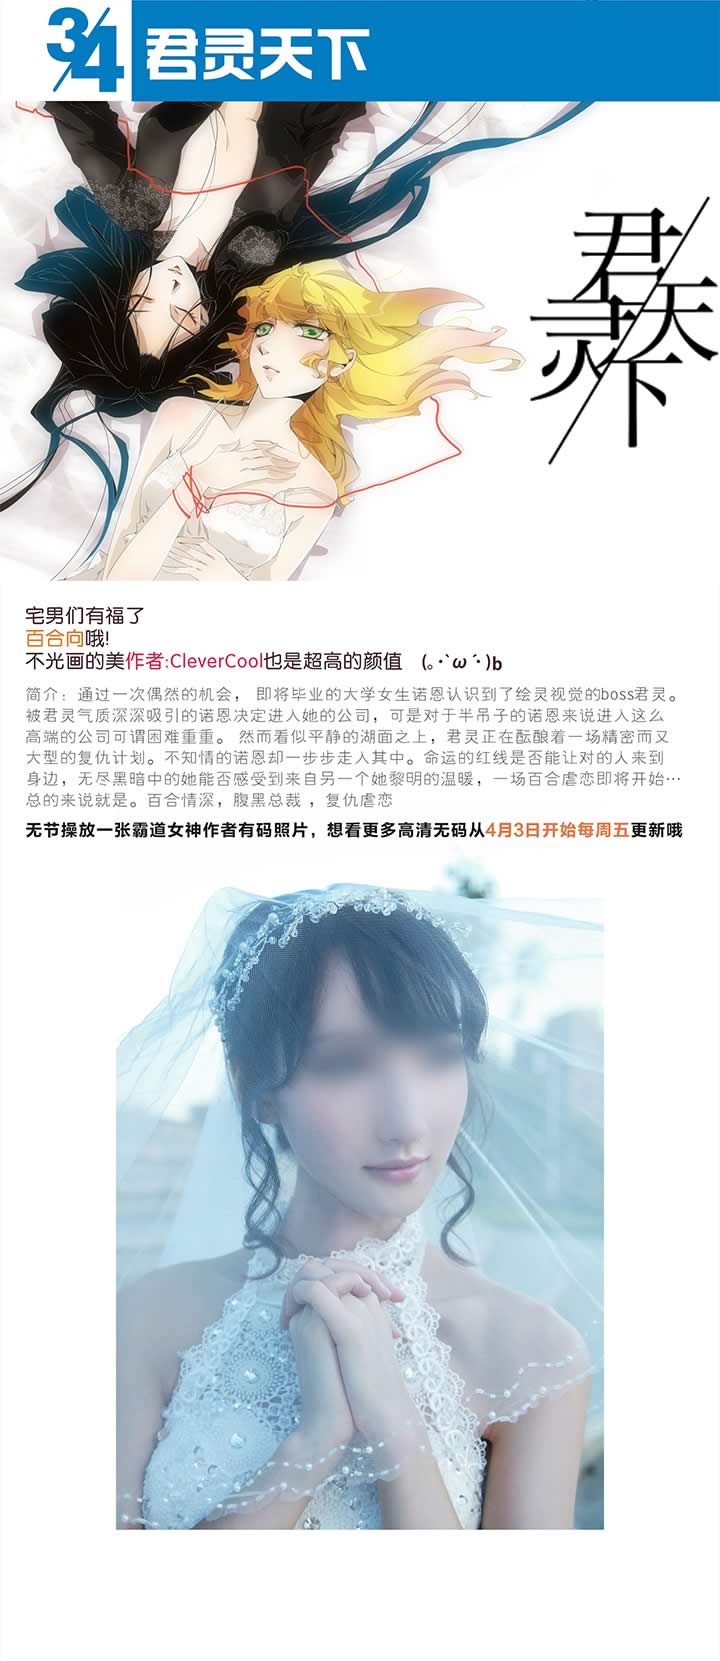 3/4 君灵天下
君灵天下
宅男们有福了
百合向哦!
不光画的美作者:CleverCool也是超高的颜值 (｡･`ω´･)b
简介：通过一次偶然的机会， 即将毕业的大学女生诺恩认识到了绘灵视觉的boss君灵。
被君灵气质深深吸引的诺恩决定进入她的公司，可是对于半吊子的诺恩来说进入这么
高端的公司可谓困难重重。 然而看似平静的湖面之上，君灵正在酝酿着一场精密而又
大型的复仇计划。不知情的诺恩却一步步走入其中。命运的红线是否能让对的人来到
身边，无尽黑暗中的她能否感受到来自另一个她黎明的温暖，一场百合虐恋即将开始…
总的来说就是。百合情深，腹黑总裁 ，复仇虐恋
无节操放一张霸道女神作者有码照片，想看更多高清无码从4月3日开始每周五更新哦